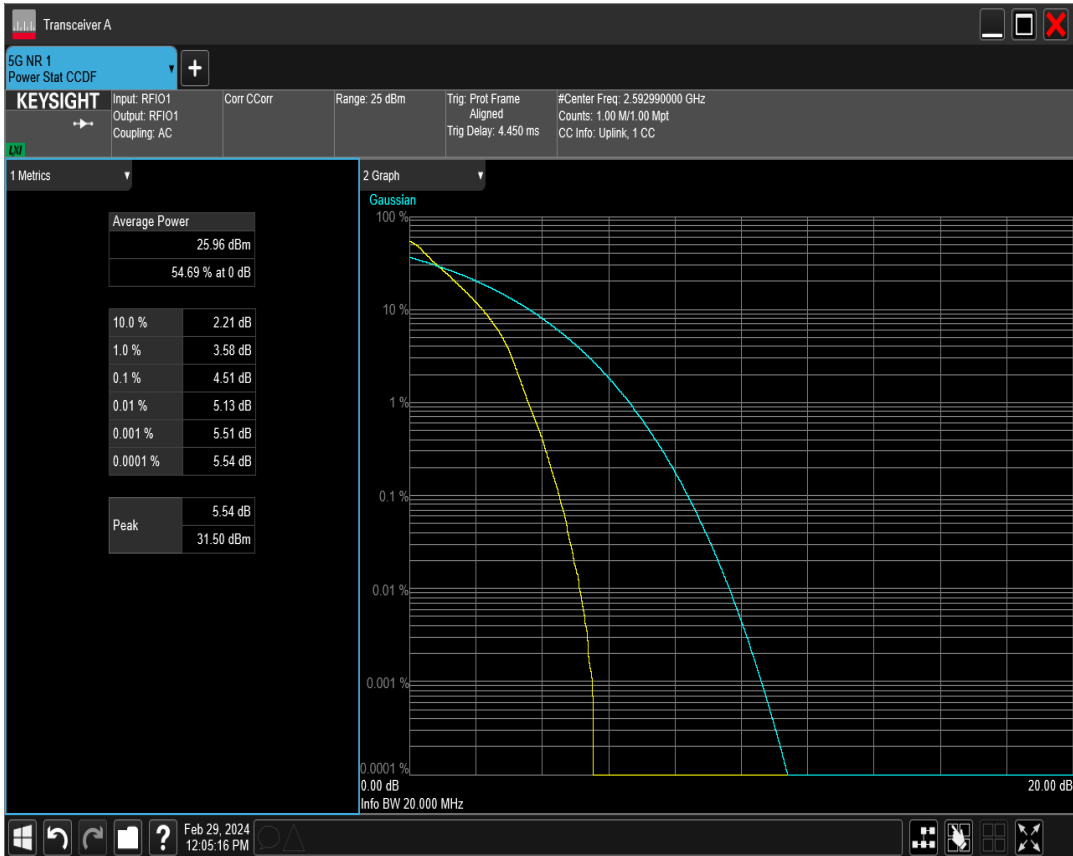 Transceiver A
5G NR 1
Power Stat CCDF
+
KEYSIGHT
LXI
Input: RFIO1
Output: RFIO1
Coupling: AC
Corr CCorr
Range: 25 dBm
Trig: Prot Frame
Aligned
Trig Delay: 4.450 ms
#Center Freq: 2.592990000 GHz
Counts: 1.00 M/1.00 Mpt
CC Info: Uplink, 1 CC
1 Metrics
Average Power
25.96 dBm
54.69 % at 0 dB
10.0 % 2.21 dB
1.0 % 3.58 dB
0.1 % 4.51 dB
0.01 % 5.13 dB
0.001 % 5.51 dB
0.0001 % 5.54 dB
Peak
5.54 dB
31.50 dBm
2 Graph
Gaussian
100 %
10 %
1 %
0.1 %
0.01 %
0.001 %
0.0001 %
0.00 dB 20.00 dB
Info BW 20.000 MHz
?
Feb 29, 2024
12:05:16 PM